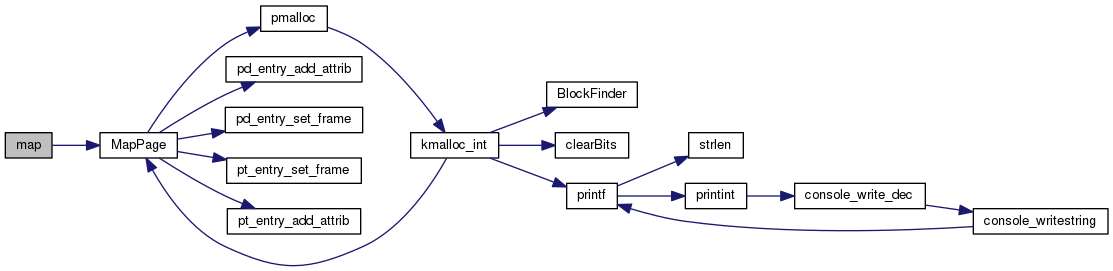 map
MapPage
pmalloc
pd_entry_add_attrib
pd_entry_set_frame
pt_entry_set_frame
pt_entry_add_attrib
kmalloc_int
BlockFinder
clearBits
printf
strlen
printint
console_write_dec
console_writestring